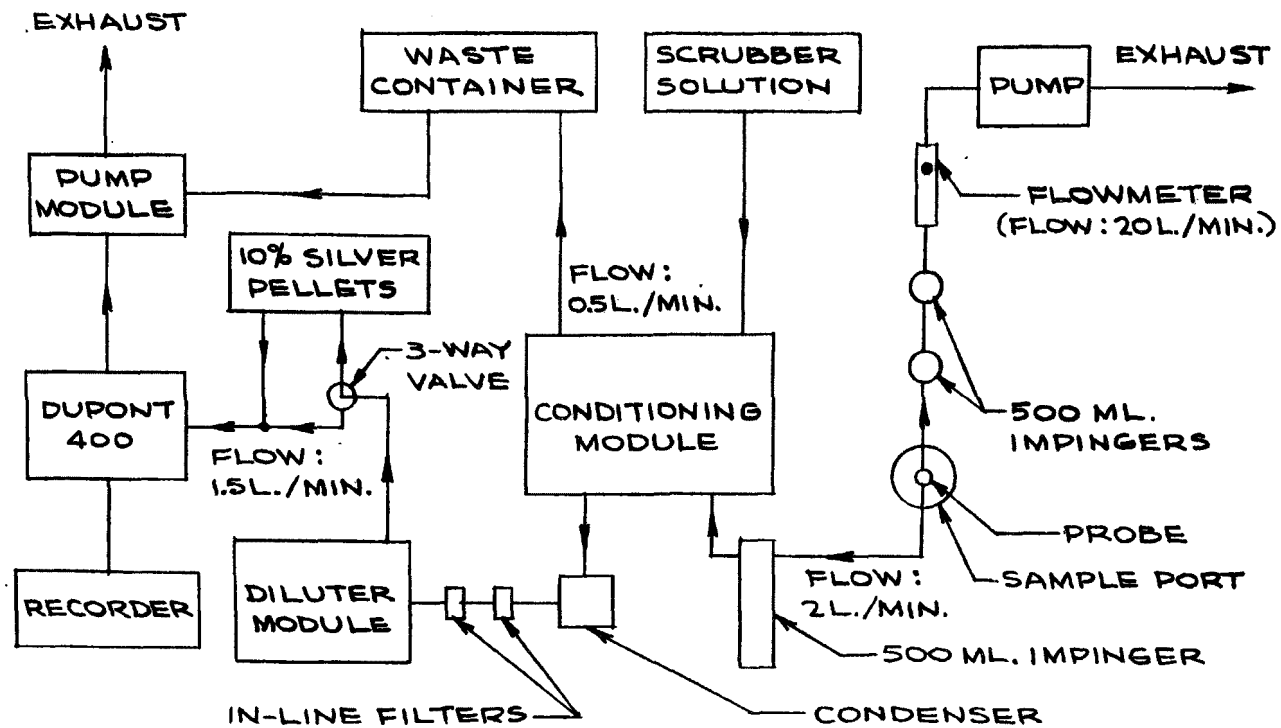 EXHAUST
WASTE
CONTAINER
SCRUBBER
SOLUTION
PUMP
EXHAUST
PUMP
MODULE
FLOWMETER
(FLOW: 20 L./MIN.)
10% SILVER
PELLETS
FLOW:
0.5L./MIN.
3-WAY
VALVE
DUPONT
400
FLOW:
1.5L./MIN.
CONDITIONING
MODULE
500 ML.
IMPINGERS
PROBE
SAMPLE PORT
RECORDER
DILUTER
MODULE
FLOW:
2L./MIN.
500 ML. IMPINGER
IN-LINE FILTERS
CONDENSER